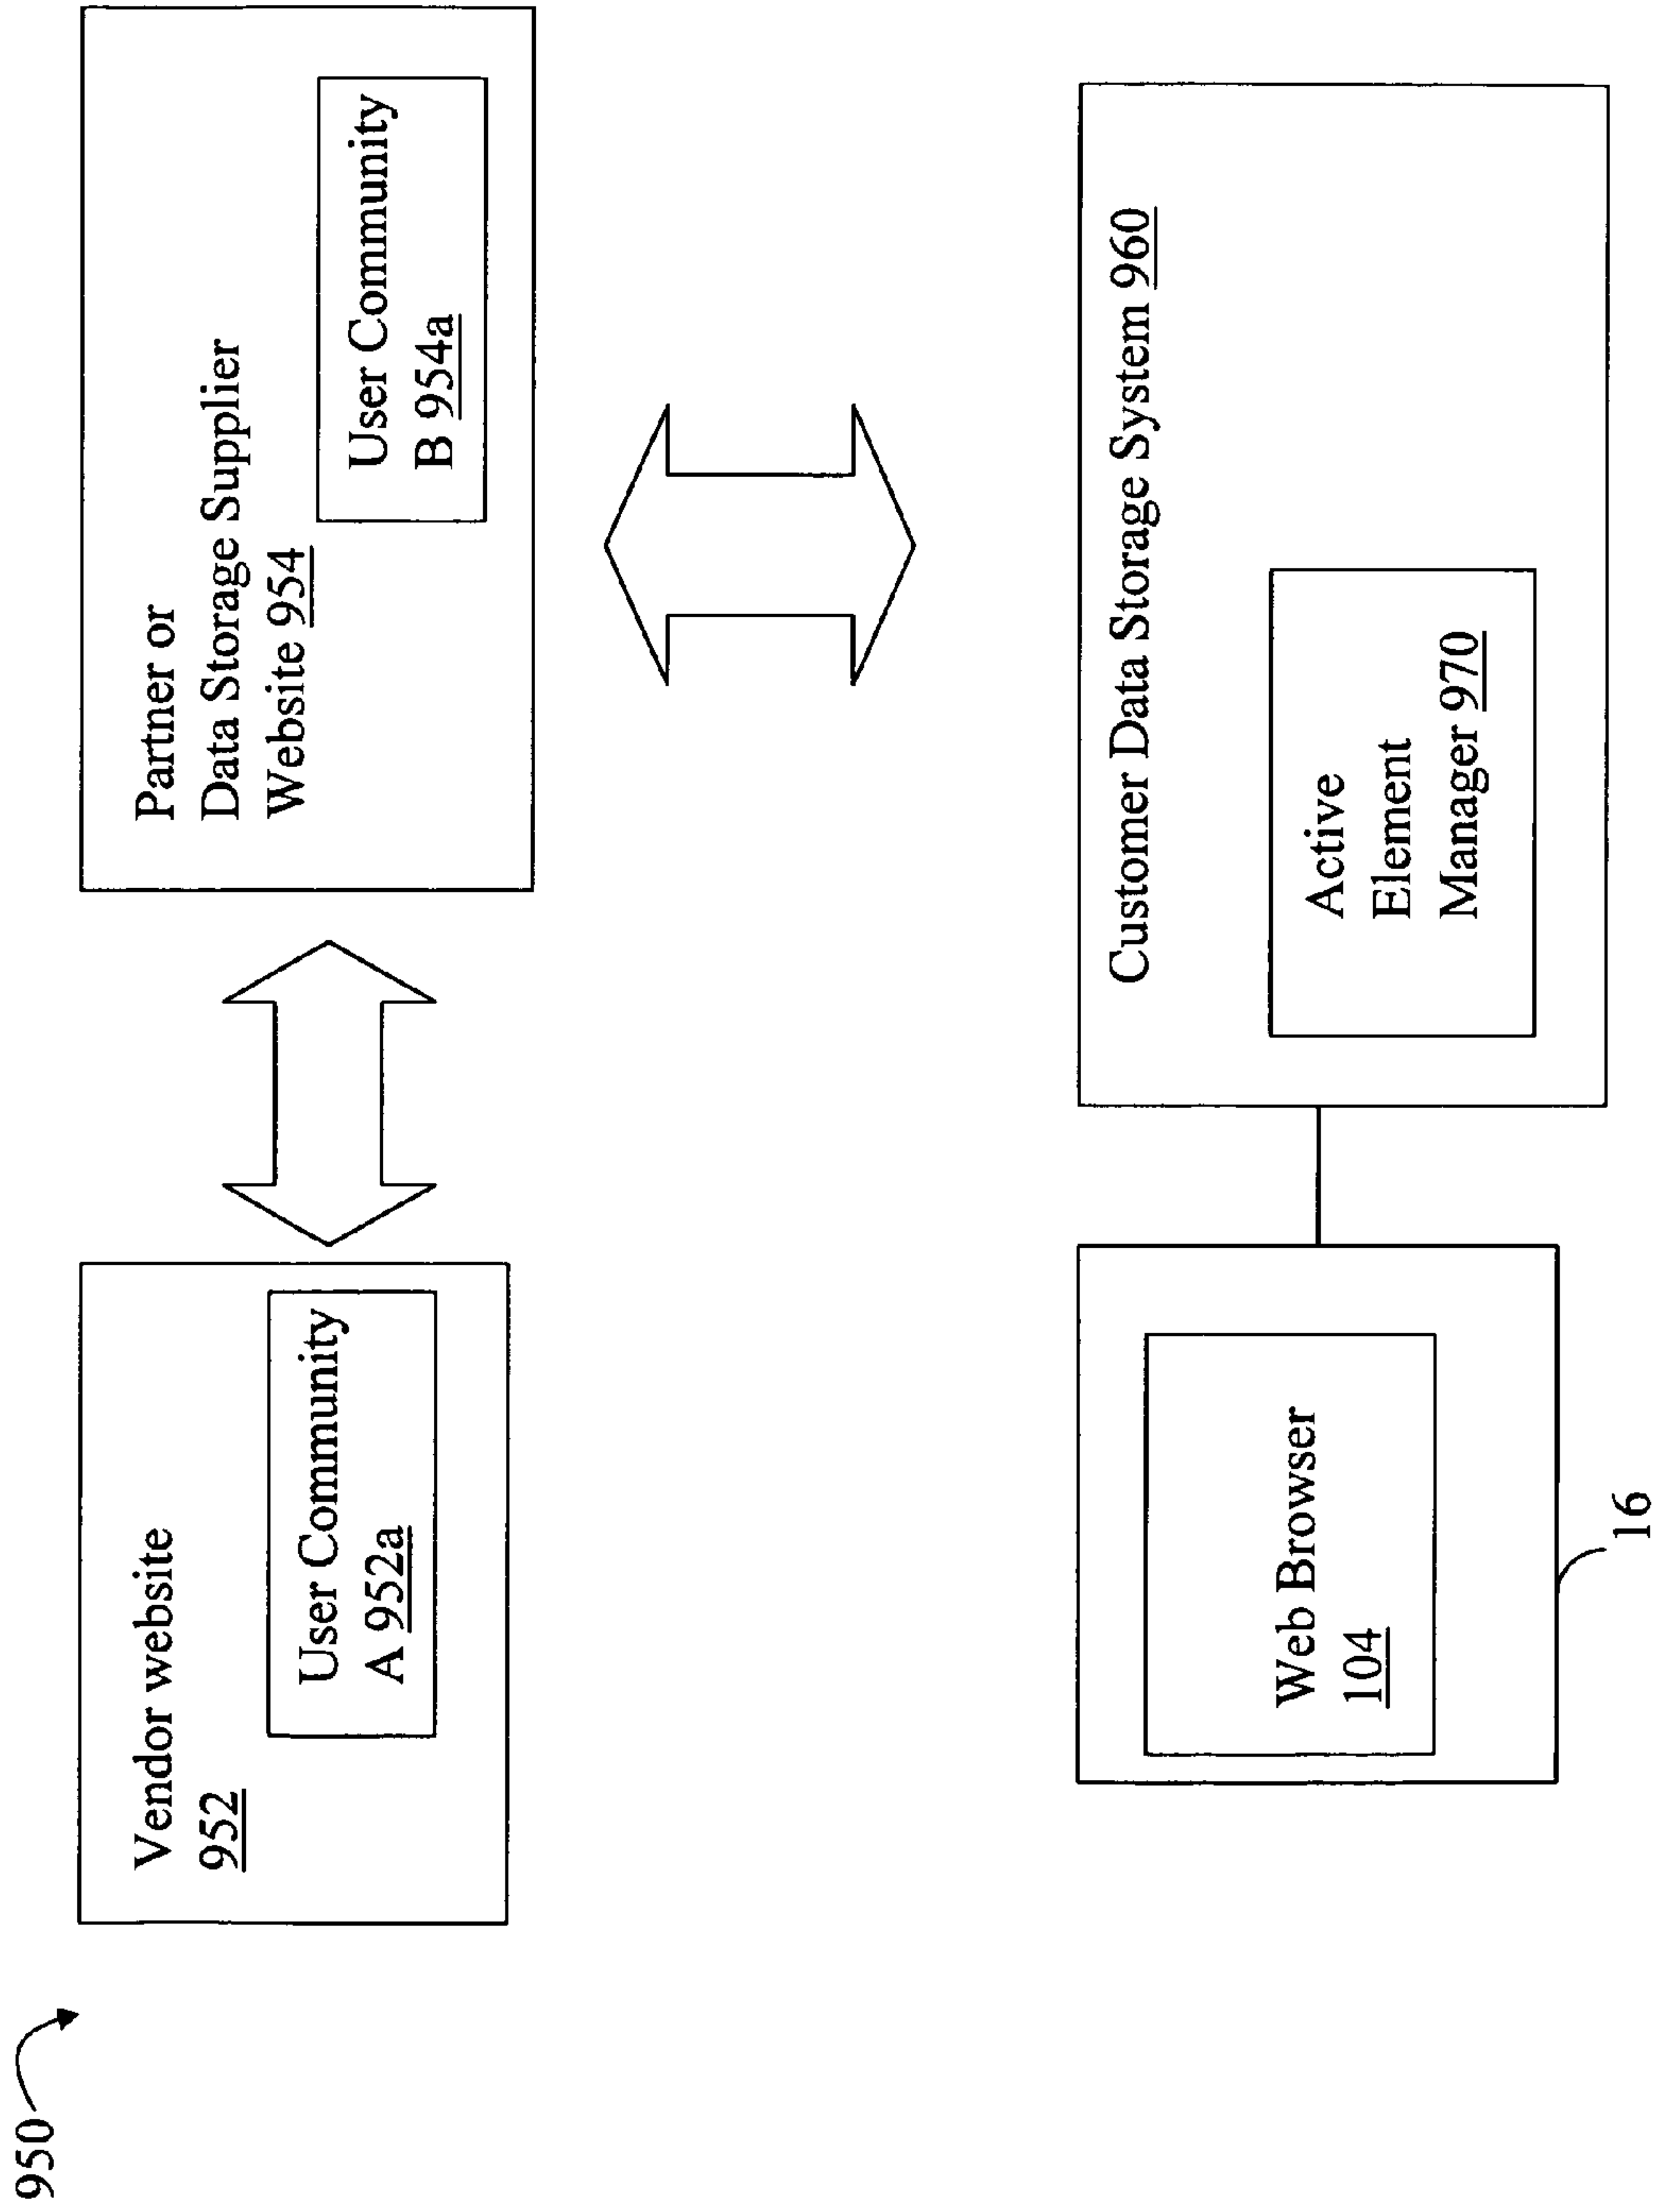 950
Vendor website
952
User Community
A 952a
Partner or
Data Storage Supplier
Website 954
User Community
B 954a
Web Browser
104
16
Customer Data Storage System 960
Active
Element
Manager 970